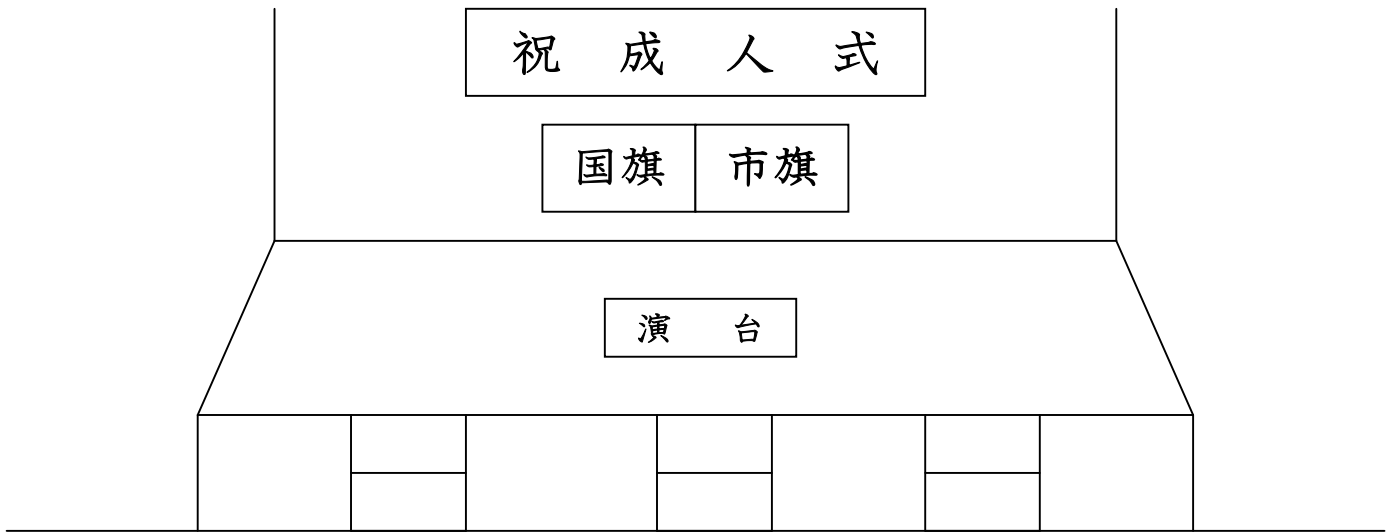 祝 成 人 式
国旗 市旗
演 台